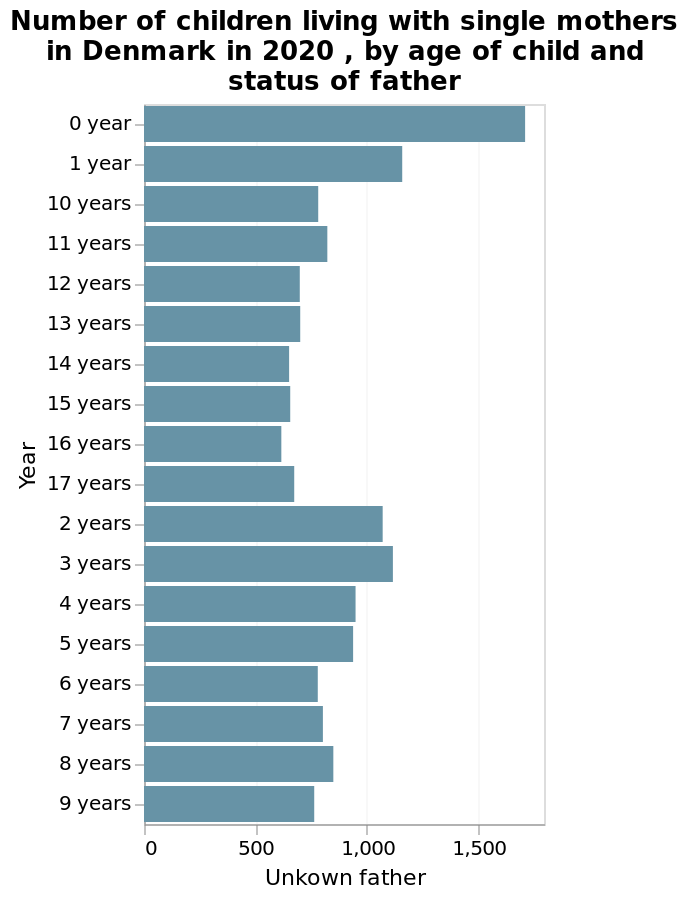 Number of children living with single mothers
in Denmark in 2020 , by age of child and
status of father
0 year
1 year
10 years
11 years
12 years
13 years
14 years
15 years
16 years
17 years
2 years
3 years
4 years
5 years
6 years
7 years
8 years
9 years
Year
0 500 1,000 1,500
Unkown father